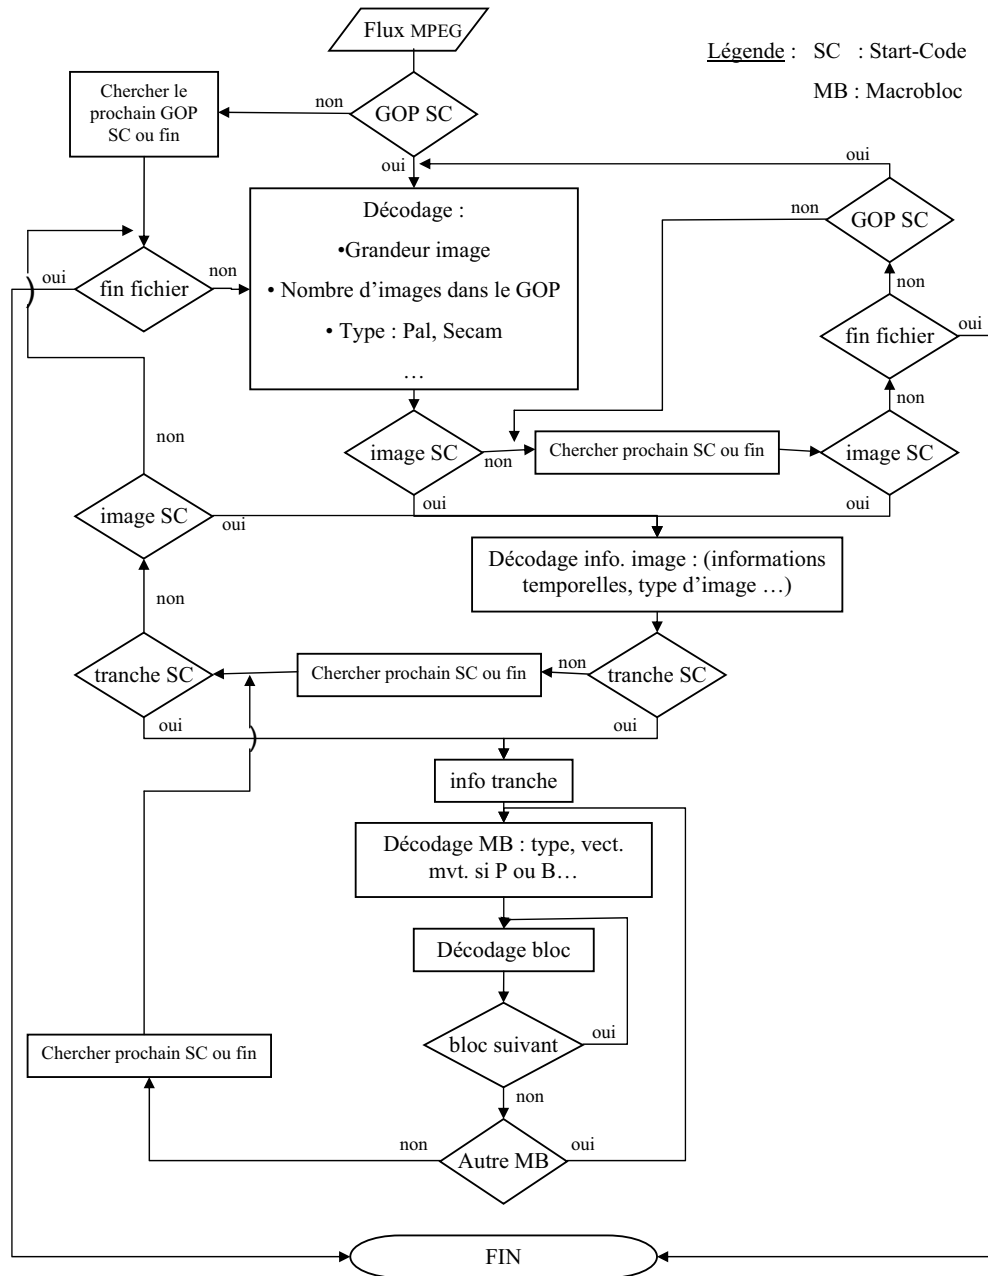 Flux MPEG
Légende : SC : Start-Code
MB : Macrobloc
Chercher le
prochain GOP
SC ou fin
non
GOP SC
oui
oui
Décodage :
•Grandeur image
• Nombre d’images dans le GOP
• Type : Pal, Secam
…
non
GOP SC
oui
fin fichier
non
non
fin fichier
oui
non
non
image SC
non
Chercher prochain SC ou fin
image SC
oui
oui
image SC
oui
Décodage info. image : (informations
temporelles, type d’image …)
non
tranche SC
Chercher prochain SC ou fin
non
tranche SC
oui
oui
info tranche
Décodage MB : type, vect.
mvt. si P ou B…
Décodage bloc
Chercher prochain SC ou fin
bloc suivant
oui
non
non
Autre MB
oui
FIN